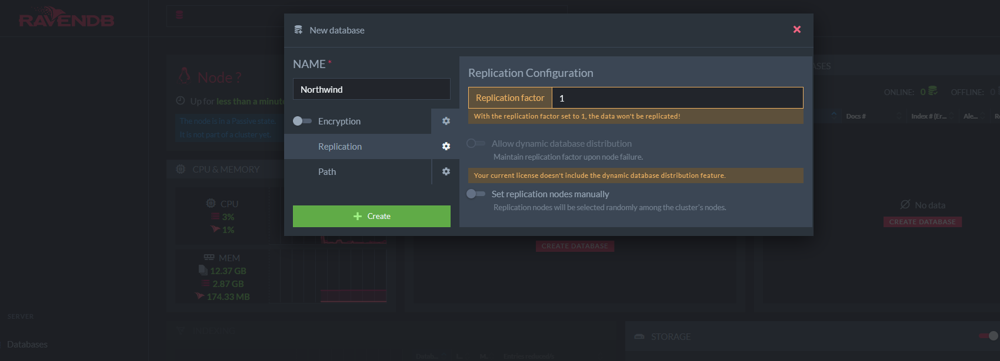 RAVENDB
New database
NAME *
Northwind
Encryption
Replication
Path
Create
Replication Configuration
Replication factor 1
With the replication factor set to 1, the data won't be replicated!
Allow dynamic database distribution
Maintain replication factor upon node failure.
Your current license doesn't include the dynamic database distribution feature.
Set replication nodes manually
Replication nodes will be selected randomly among the cluster's nodes.
Node ?
Up for less than a minut
The node is in a Passive state.
It is not part of a cluster yet.
CPU & MEMORY
CPU
3%
1%
MEM
12.37 GB
2.87 GB
174.33 MB
CREATE DATABASE
ASES
ONLINE: 0 OFFLINE: 0
Docs # Index # (Er... Ale...
No data
CREATE DATABASE
SERVER
Databases
INDEXING
STORAGE
Datab... L... M... Entries reduced/s